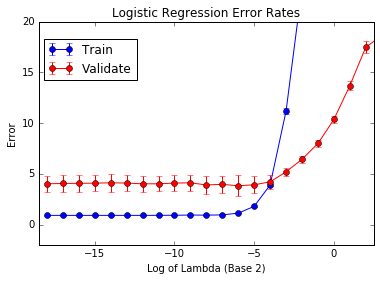 Logistic Regression Error Rates
Train
Validate
Error
20
15
10
5
0
−15
−10
−5
0
Log of Lambda (Base 2)